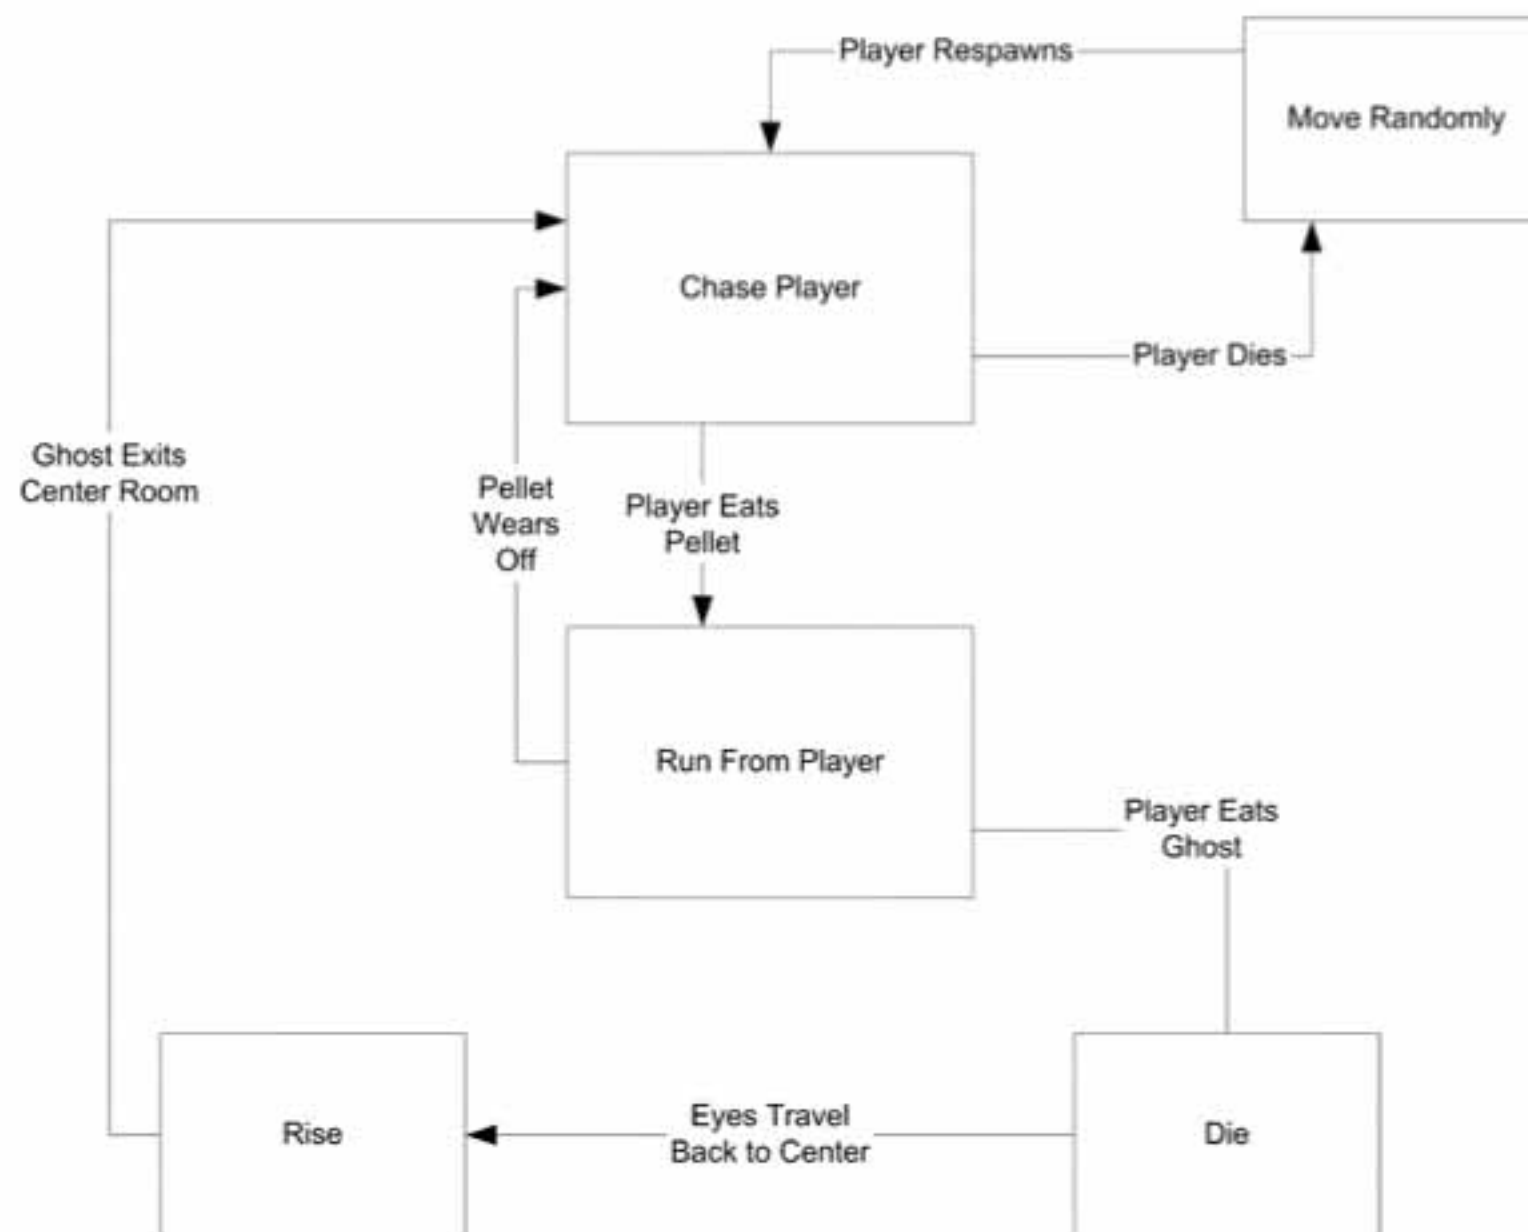 Player Respawns
Move Randomly
Chase Player
Player Dies
Ghost Exits
Center Room
Pellet
Wears
Off
Player Eats
Pellet
Run From Player
Player Eats
Ghost
Rise
Eyes Travel
Back to Center
Die